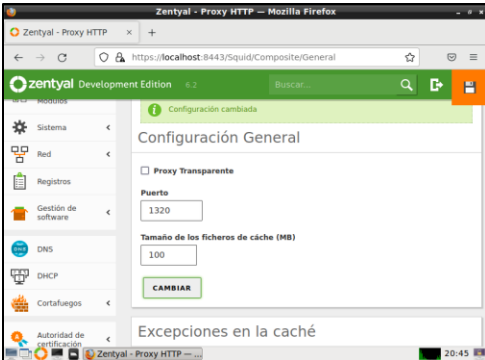 Zentyal - Proxy HTTP — Mozilla Firefox
Zentyal - Proxy HTTP × +
https://localhost:8443/Squid/Composite/General
zentyal Development Edition 6.2 Buscar...
Módulos
Configuración cambiada
Configuración General
Sistema
Red
Proxy Transparente
Registros
Puerto
1320
Gestión de software
Tamaño de los ficheros de cáche (MB)
100
DNS
DHCP
CAMBIAR
Cortafuegos
Autoridad de certificación
Excepciones en la caché
Zentyal - Proxy HTTP — ...
20:45